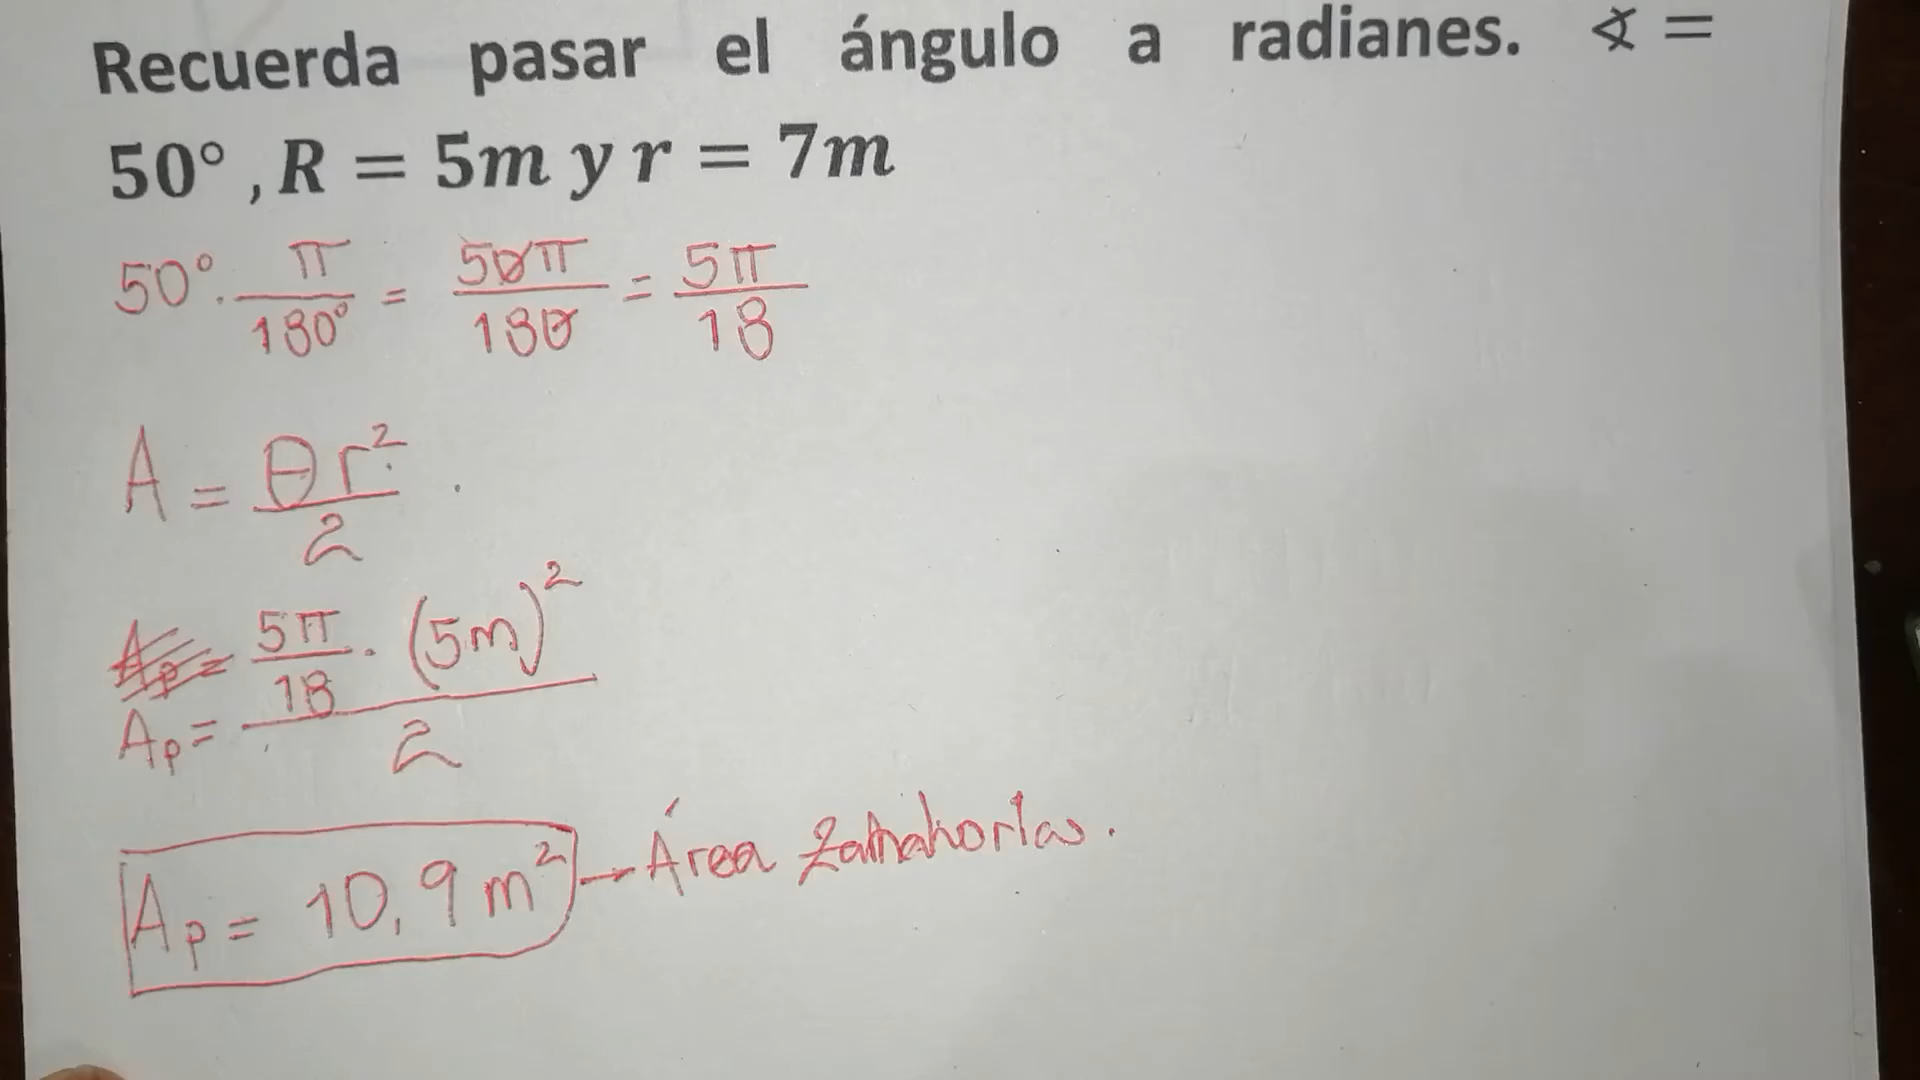 Recuerda pasar el ángulo a radianes. ∢ =
50° , R = 5m y r = 7m
50° · π/180° = 50π/180 = 5π/18
A = θr²/2
Ap = 5π/18 · (5m)²
Ap = 2
Ap = 10,9 m² → Área Zanahorias.